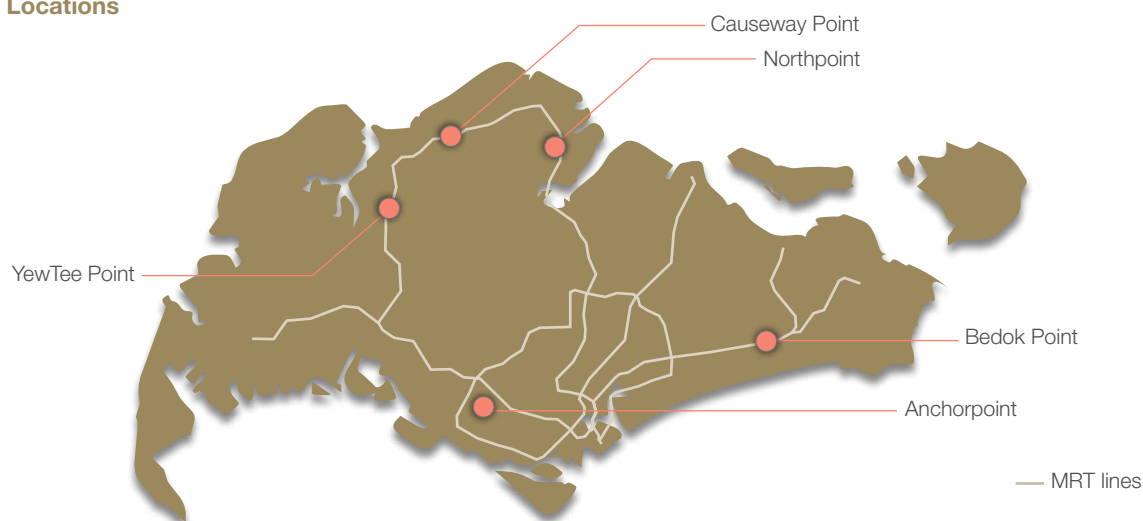 Locations
Causeway Point
Northpoint
YewTee Point
Bedok Point
Anchorpoint
MRT lines